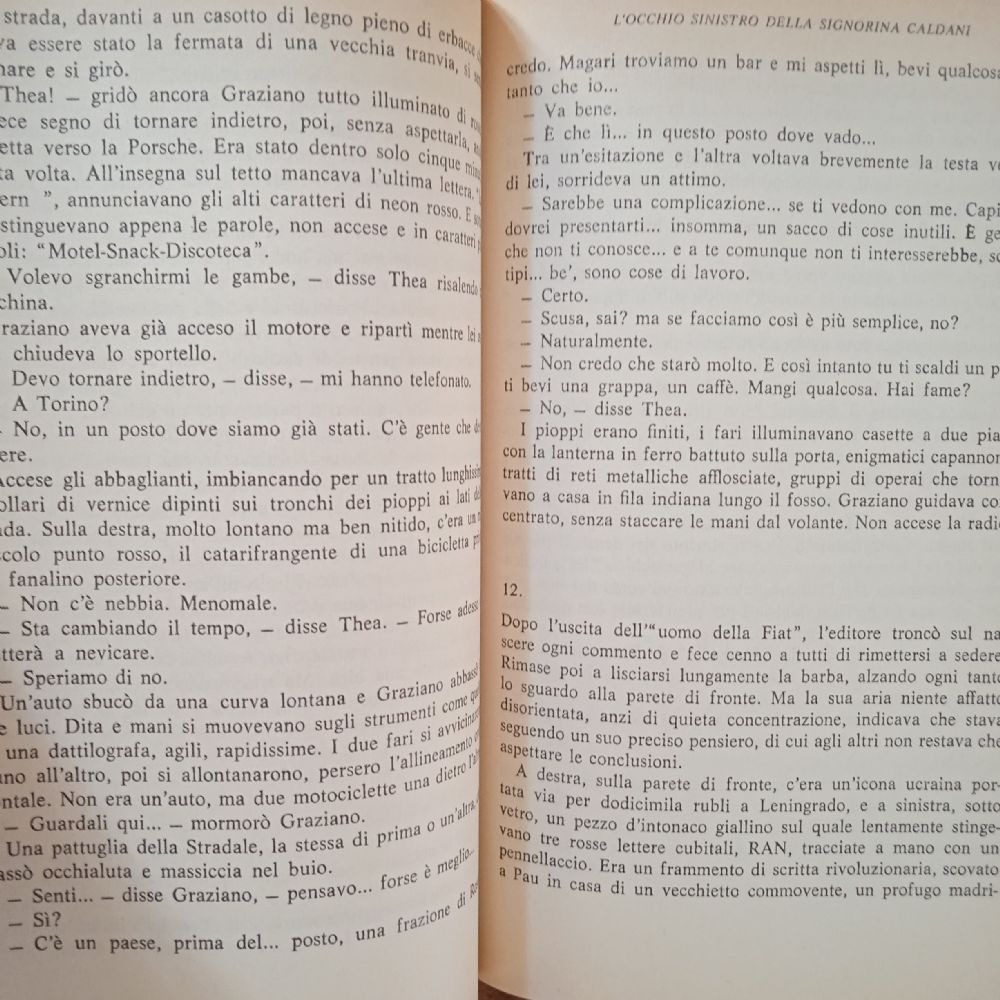 strada, davanti a un casotto di legno pieno di erbacce
essere stato la fermata di una vecchia tranvia, si
e si girò.
Thea! – gridò ancora Graziano tutto illuminato di
segno di tornare indietro, poi, senza aspettarla,
verso la Porsche. Era stato dentro solo cinque
volta. All'insegna sul tetto mancava l'ultima lettera.
ern ”, annunciavano gli alti caratteri di neon rosso. E
stinguevano appena le parole, non accese e in caratteri
oli: “Motel-Snack-Discoteca”.
Volevo sgranchirmi le gambe, – disse Thea risalendo
china.
raziano aveva già acceso il motore e ripartì mentre lei
chiudeva lo sportello.
Devo tornare indietro, – disse, – mi hanno telefonato.
A Torino?
– No, in un posto dove siamo già stati. C'è gente che
ere.
Accese gli abbaglianti, imbiancando per un tratto
ollari di vernice dipinti sui tronchi dei pioppi ai lati
ada. Sulla destra, molto lontano ma ben nitido, c'era un
colo punto rosso, il catarifrangente di una bicicletta
fanalino posteriore.
– Non c'è nebbia. Menomale.
– Sta cambiando il tempo, – disse Thea. – Forse
tterà a nevicare.
– Speriamo di no.
Un'auto sbucò da una curva lontana e Graziano abbassò
e luci. Dita e mani si muovevano sugli strumenti come
una dattilografa, agili, rapidissime. I due fari si
ano all'altro, poi si allontanarono, persero l'allineamento
ntale. Non era un'auto, ma due motociclette una dietro
– Guardali qui... – mormorò Graziano.
Una pattuglia della Stradale, la stessa di prima o un'altra,
assò occhialuta e massiccia nel buio.
– Senti... – disse Graziano, – pensavo... forse è meglio...
– Sì?
– C'è un paese, prima del... posto, una frazione di
L'OCCHIO SINISTRO DELLA SIGNORINA CALDANI
credo. Magari troviamo un bar e mi aspetti lì, bevi qualcosa
tanto che io...
– Va bene.
– È che lì... in questo posto dove vado...
Tra un'esitazione e l'altra voltava brevemente la testa
di lei, sorrideva un attimo.
– Sarebbe una complicazione... se ti vedono con me. Capi
dovrei presentarti... insomma, un sacco di cose inutili. È ge
che non ti conosce... e a te comunque non ti interesserebbe,
tipi... be', sono cose di lavoro.
– Certo.
– Scusa, sai? ma se facciamo così è più semplice, no?
– Naturalmente.
– Non credo che starò molto. E così intanto tu ti scaldi un
ti bevi una grappa, un caffè. Mangi qualcosa. Hai fame?
– No, – disse Thea.
I pioppi erano finiti, i fari illuminavano casette a due pia
con la lanterna in ferro battuto sulla porta, enigmatici capannon
tratti di reti metalliche afflosciate, gruppi di operai che torn
vano a casa in fila indiana lungo il fosso. Graziano guidava co
centrato, senza staccare le mani dal volante. Non accese la radio
12.
Dopo l'uscita dell'“uomo della Fiat”, l'editore troncò sul na
scere ogni commento e fece cenno a tutti di rimettersi a sedere.
Rimase poi a lisciarsi lungamente la barba, alzando ogni tanto
lo sguardo alla parete di fronte. Ma la sua aria niente affatto
disorientata, anzi di quieta concentrazione, indicava che stava
seguendo un suo preciso pensiero, di cui agli altri non restava che
aspettare le conclusioni.
A destra, sulla parete di fronte, c'era un'icona ucraina por-
tata via per dodicimila rubli a Leningrado, e a sinistra, sotto
vetro, un pezzo d'intonaco giallino sul quale lentamente stinge-
vano tre rosse lettere cubitali, RAN, tracciate a mano con un
pennellaccio. Era un frammento di scritta rivoluzionaria, scovato
a Pau in casa di un vecchietto commovente, un profugo madri-